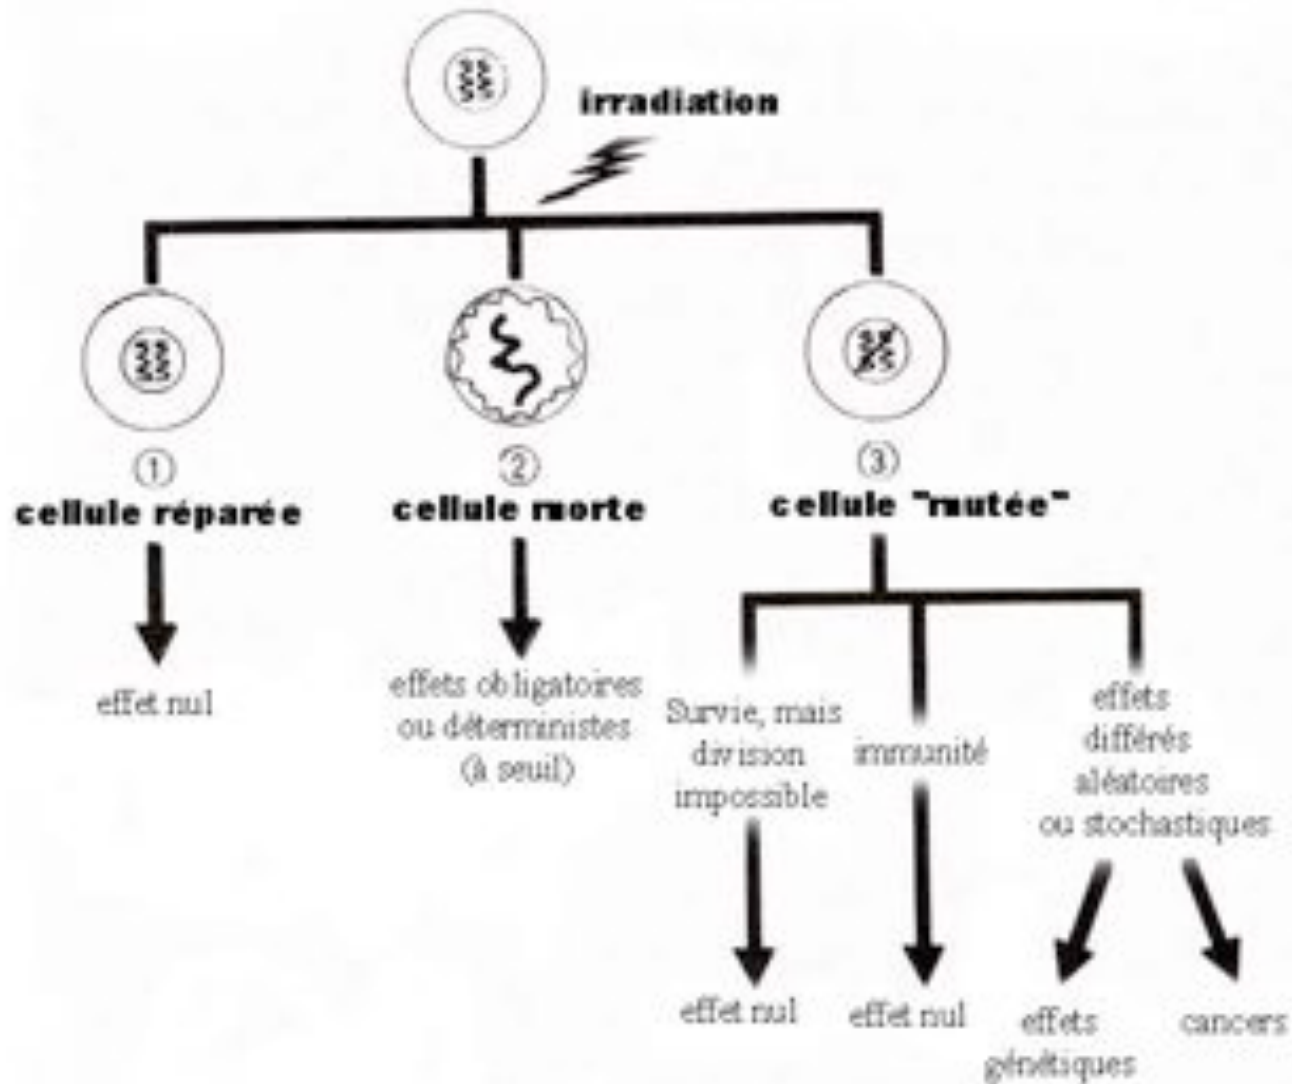 irradiation
①
cellule réparée
effet nul
②
cellule morte
effets obligatoires
ou déterministes
(à seuil)
③
cellule "mutée"
Survie, mais
division
impossible
effet nul
immunité
effet nul
effets
différés
aléatoires
ou stochastiques
effets
génétiques
cancers